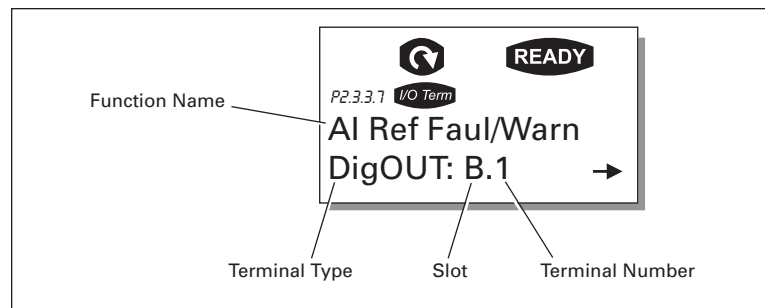 READY
P2.3.3.7 I/O Term
Function Name
AI Ref Faul/Warn
DigOUT: B.1
Terminal Type Slot Terminal Number